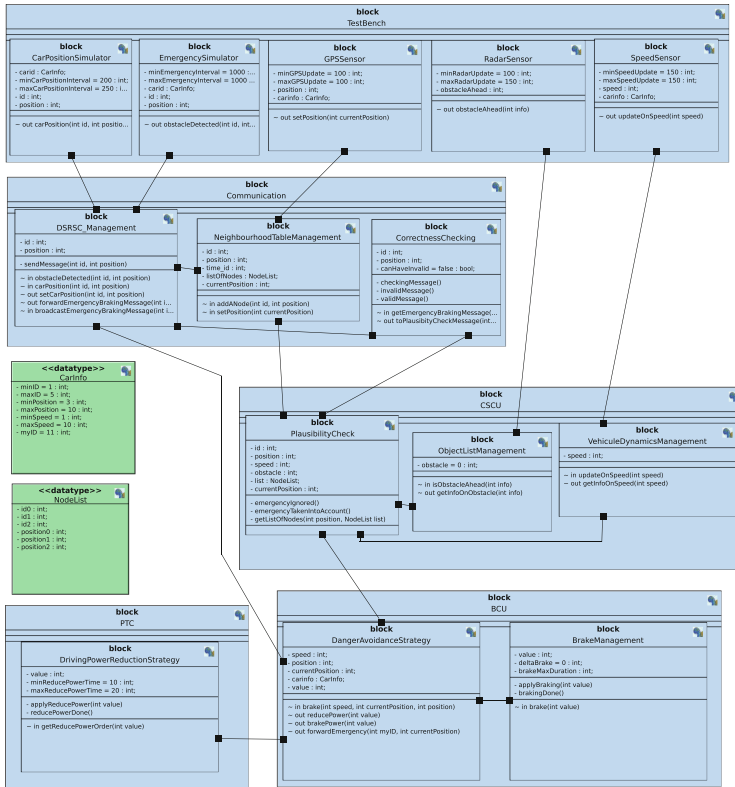 block
TestBench
block
CarPositionSimulator
- carid : CarInfo;
- minCarPositionInterval = 200 : int;
- maxCarPositionInterval = 250 : i...
- id : int;
- position : int;
~ out carPosition(int id, int positio...
block
EmergencySimulator
- minEmergencyInterval = 1000 :...
- maxEmergencyInterval = 1000 ...
- carid : CarInfo;
- id : int;
- position : int;
~ out obstacleDetected(int id, int...
block
GPSSensor
- minGPSUpdate = 100 : int;
- maxGPSUpdate = 100 : int;
- position : int;
- carinfo : CarInfo;
~ out setPosition(int currentPosition)
block
RadarSensor
- minRadarUpdate = 100 : int;
- maxRadarUpdate = 150 : int;
- obstacleAhead : int;
~ out obstacleAhead(int info)
block
SpeedSensor
- minSpeedUpdate = 150 : int;
- maxSpeedUpdate = 150 : int;
- speed : int;
- carinfo : CarInfo;
~ out updateOnSpeed(int speed)
block
Communication
block
DSRSC_Management
- id : int;
- position : int;
- sendMessage(int id, int position)
~ in obstacleDetected(int id, int position)
~ in carPosition(int id, int position)
~ out setCarPosition(int id, int position)
~ out forwardEmergencyBrakingMessage(int i...
~ in broadcastEmergencyBrakingMessage(int i...
block
NeighbourhoodTableManagement
- id : int;
- position : int;
- time_id : int;
- listOfNodes : NodeList;
- currentPosition : int;
~ in addANode(int id, int position)
~ in setPosition(int currentPosition)
block
CorrectnessChecking
- id : int;
- position : int;
- canHaveInvalid = false : bool;
- checkingMessage()
- invalidMessage()
- validMessage()
~ in getEmergencyBrakingMessage(...
~ out toPlausibityCheckMessage(int...
<<datatype>>
CarInfo
- minID = 1 : int;
- maxID = 5 : int;
- minPosition = 3 : int;
- maxPosition = 10 : int;
- minSpeed = 1 : int;
- maxSpeed = 10 : int;
- myID = 11 : int;
<<datatype>>
NodeList
- id0 : int;
- id1 : int;
- id2 : int;
- position0 : int;
- position1 : int;
- position2 : int;
block
CSCU
block
PlausibilityCheck
- id : int;
- position : int;
- speed : int;
- obstacle : int;
- list : NodeList;
- currentPosition : int;
- emergencyIgnored()
- emergencyTakenIntoAccount()
- getListOfNodes(int position, NodeList list)
block
ObjectListManagement
- obstacle = 0 : int;
~ in isObstacleAhead(int info)
~ out getInfoOnObstacle(int info)
block
VehiculeDynamicsManagement
- speed : int;
~ in updateOnSpeed(int speed)
~ out getInfoOnSpeed(int speed)
block
PTC
block
DrivingPowerReductionStrategy
- value : int;
- minReducePowerTime = 10 : int;
- maxReducePowerTime = 20 : int;
- applyReducePower(int value)
- reducePowerDone()
~ in getReducePowerOrder(int value)
block
BCU
block
DangerAvoidanceStrategy
- speed : int;
- position : int;
- currentPosition : int;
- carinfo : CarInfo;
- value : int;
~ in brake(int speed, int currentPosition, int position)
~ out reducePower(int value)
~ out brakePower(int value)
~ out forwardEmergency(int myID, int currentPosition)
block
BrakeManagement
- value : int;
- deltaBrake = 0 : int;
- brakeMaxDuration : int;
- applyBraking(int value)
- brakingDone()
~ in brake(int value)